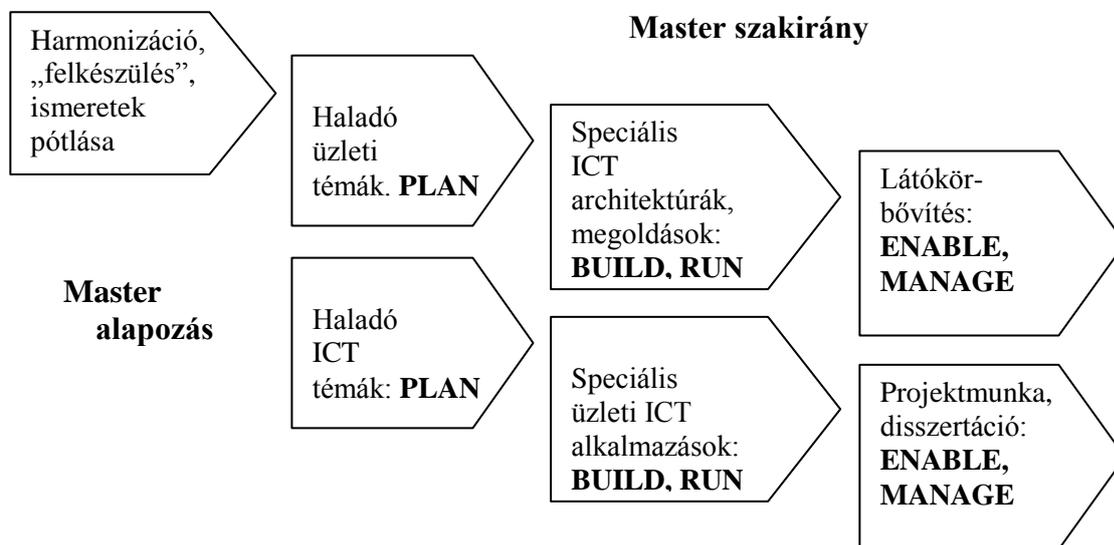 Master szakirány
Harmonizáció,
„felkészülés”,
ismeretek
pótlása
Haladó
üzleti
témák. PLAN
Speciális
ICT
architektúrák,
megoldások:
BUILD, RUN
Látókör-
bővítés:
ENABLE,
MANAGE
Master
alapozás
Haladó
ICT
témák: PLAN
Speciális
üzleti ICT
alkalmazások:
BUILD, RUN
Projektmunka,
disszertáció:
ENABLE,
MANAGE